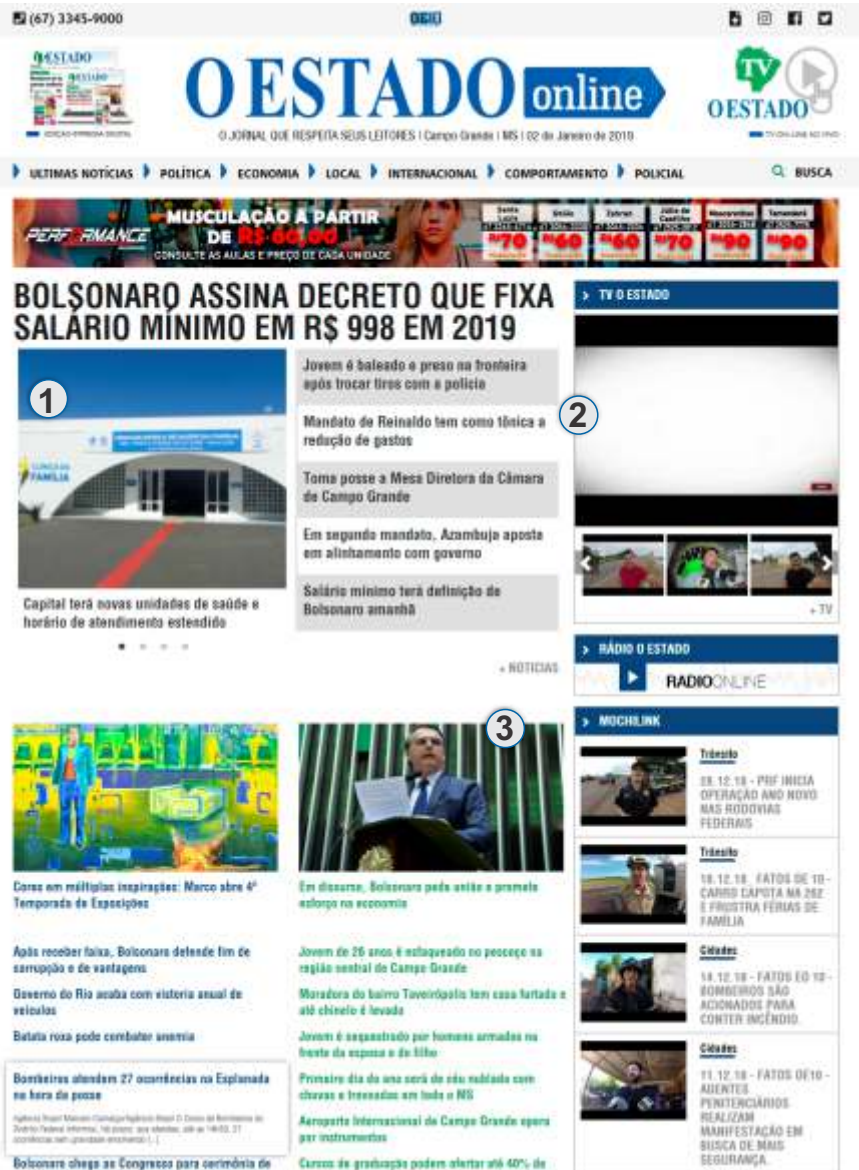 (67) 3345-9000
O ESTADO
O ESTADO online
TV
O ESTADO
O JORNAL QUE RESPEITA SEUS LEITORES | Campo Grande | MS | 02 de Janeiro de 2019
ULTIMAS NOTÍCIAS POLÍTICA ECONOMIA LOCAL INTERNACIONAL COMPORTAMENTO POLICIAL BUSCA
PERFORMANCE
MUSCULAÇÃO A PARTIR
DE R$ 60,00
CONSULTE AS AULAS E PREÇO DE CADA UNIDADE
R$70 R$60 R$60 R$70 R$90 R$90
BOLSONARO ASSINA DECRETO QUE FIXA
SALÁRIO MÍNIMO EM R$ 998 EM 2019
1
FAMÍLIA
Capital terá novas unidades de saúde e
horário de atendimento estendido
Jovem é baleado e preso na fronteira
após trocar tiros com a polícia
Mandato de Reinaldo tem como tônica a
redução de gastos
Toma posse a Mesa Diretora da Câmara
de Campo Grande
Em segundo mandato, Azambuja aposta
em alinhamento com governo
Salário mínimo terá definição de
Bolsonaro amanhã
+ NOTICIAS
TV O ESTADO
2
+ TV
RÁDIO O ESTADO
RADIOONLINE
MOCHILINK
Trânsito
28.12.18 - PRF INICIA
OPERAÇÃO ANO NOVO
NAS RODOVIAS
FEDERAIS
Trânsito
18.12.18 FATOS DE 10 -
CARRO CAPOTA NA 262
E FRUSTRA FÉRIAS DE
FAMÍLIA
Cidades
14.12.18 - FATOS EO 10 -
BOMBEIROS SÃO
ACIONADOS PARA
CONTER INCÊNDIO
Cidades
11.12.18 - FATOS DE10 -
AGENTES
PENITENCIÁRIOS
REALIZAM
MANIFESTAÇÃO EM
BUSCA DE MAIS
SEGURANÇA
3
Cores em múltiplas inspirações: Marco abre 4ª
Temporada de Exposições
Após receber faixa, Bolsonaro defende fim de
corrupção e de vantagens
Governo do Rio acaba com vistoria anual de
veículos
Batata roxa pode combater anemia
Bombeiros atendem 27 ocorrências na Esplanada
na hora da posse
Bolsonaro chega ao Congresso para cerimônia de
Em discurso, Bolsonaro pede união e promete
esforço na economia
Jovem de 26 anos é esfaqueado no pescoço na
região central de Campo Grande
Moradora do bairro Taveirópolis tem casa furtada e
até chinelo é levado
Jovem é sequestrado por homens armados na
frente da esposa e do filho
Primeiro dia do ano será de céu nublado com
chuvas e trovoadas em todo o MS
Aeroporto Internacional de Campo Grande opera
por instrumentos
Cursos de graduação podem ofertar até 40% de